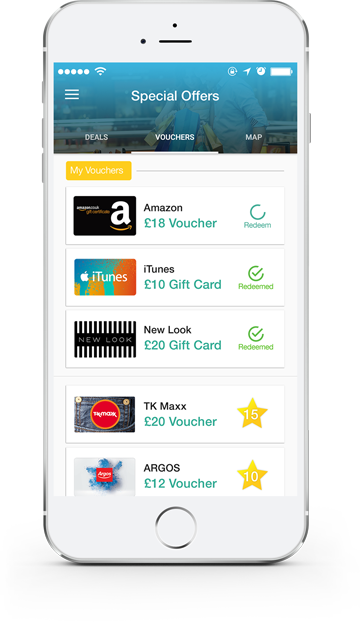 Special Offers
DEALS VOUCHERS MAP
My Vouchers
amazon.co.uk a
gift certificate
Amazon
£18 Voucher
Redeem
iTunes
iTunes
£10 Gift Card
Redeemed
NEW LOOK
New Look
£20 Gift Card
Redeemed
TK maxx
TK Maxx
£20 Voucher
15
Argos
ARGOS
£12 Voucher
10